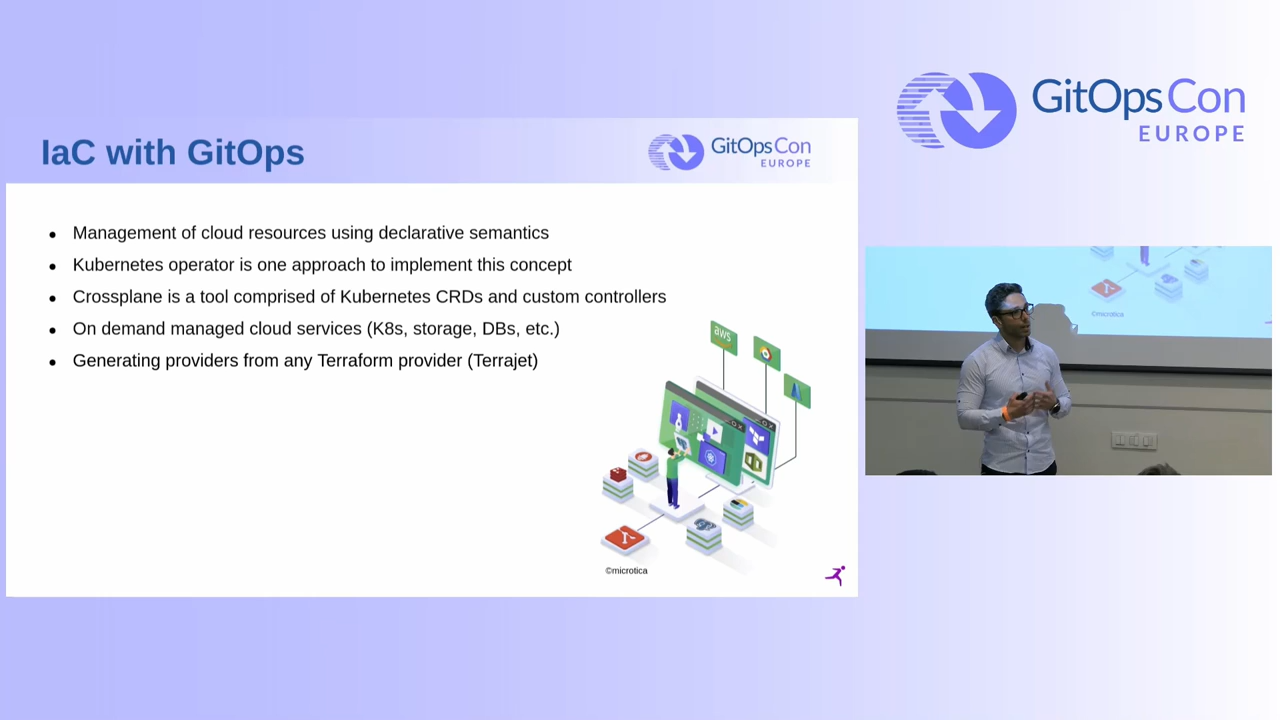 IaC with GitOps
GitOpsCon
EUROPE
● Management of cloud resources using declarative semantics
● Kubernetes operator is one approach to implement this concept
● Crossplane is a tool comprised of Kubernetes CRDs and custom controllers
● On demand managed cloud services (K8s, storage, DBs, etc.)
● Generating providers from any Terraform provider (Terrajet)
aws
©microtica
GitOpsCon
EUROPE
©microtica